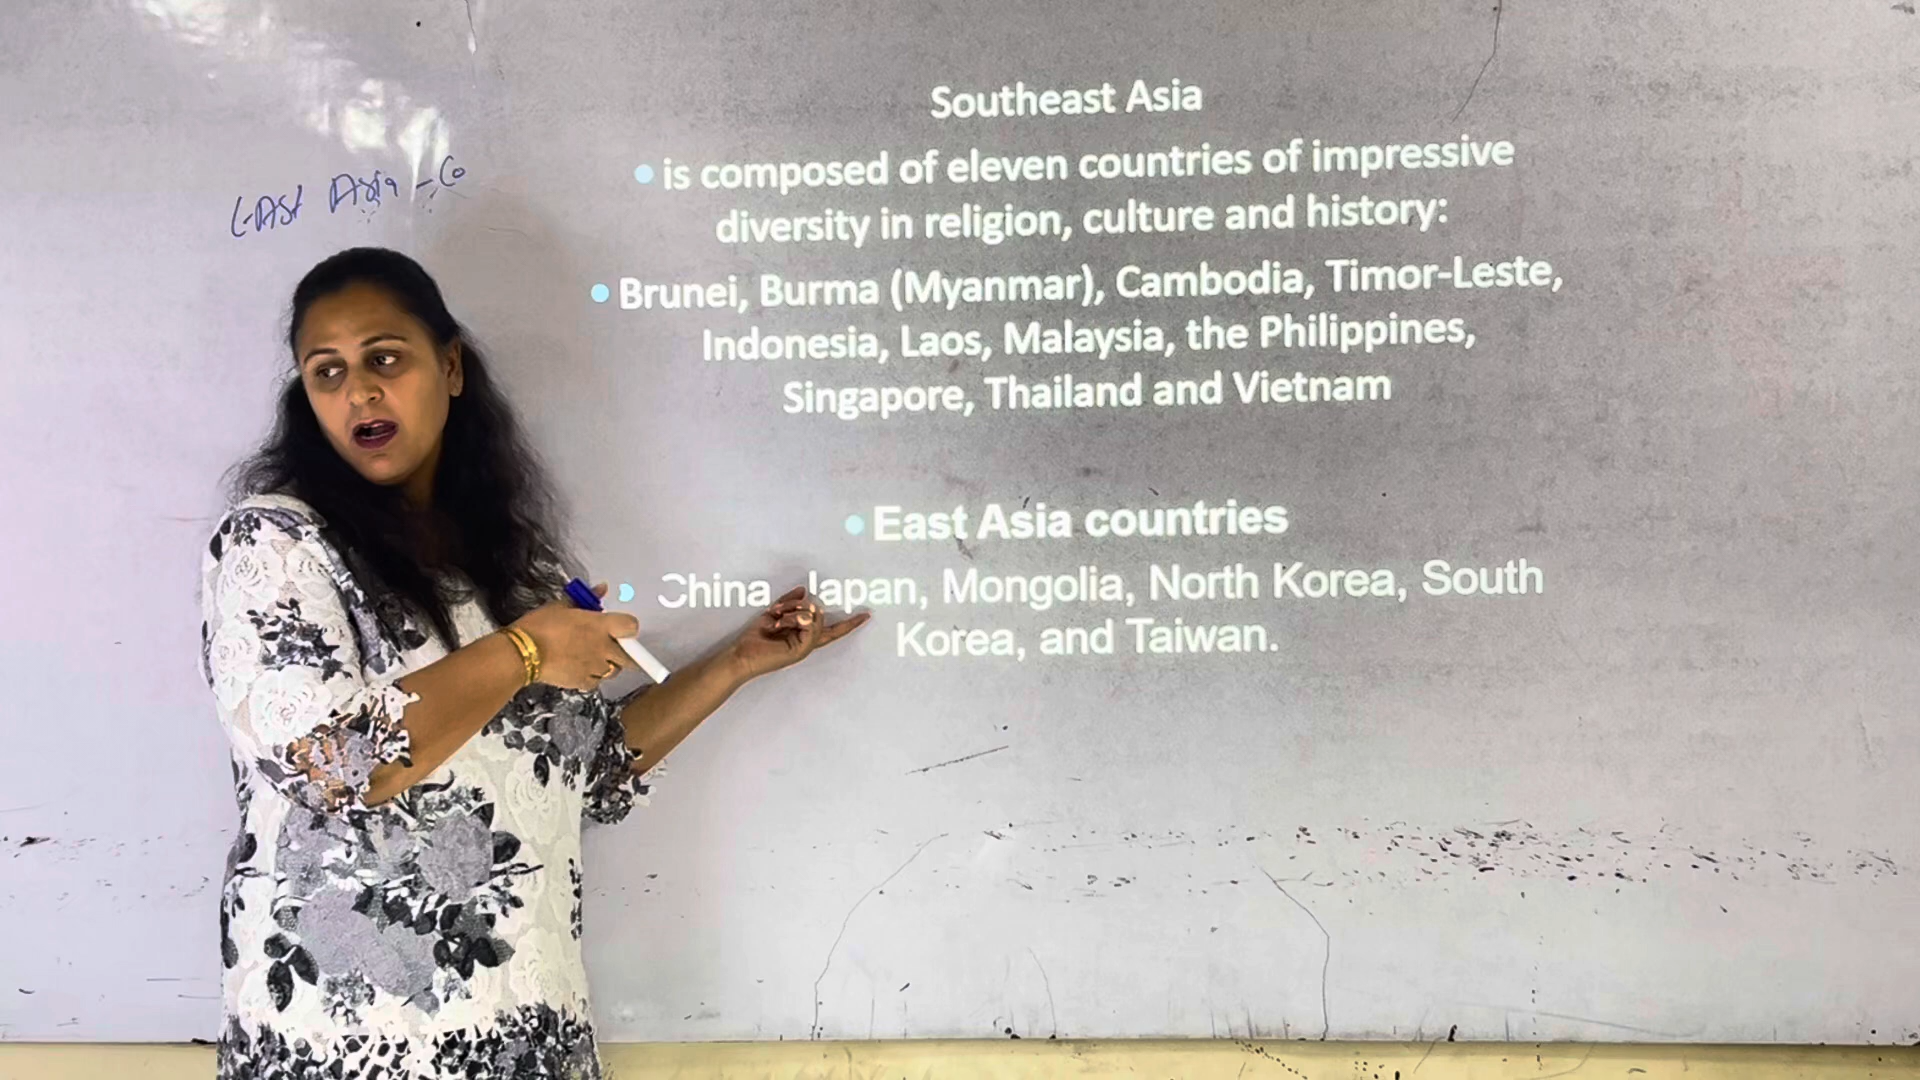 East Asia - Co
Southeast Asia
• is composed of eleven countries of impressive
diversity in religion, culture and history:
• Brunei, Burma (Myanmar), Cambodia, Timor-Leste,
Indonesia, Laos, Malaysia, the Philippines,
Singapore, Thailand and Vietnam
• East Asia countries
• China, Japan, Mongolia, North Korea, South
Korea, and Taiwan.